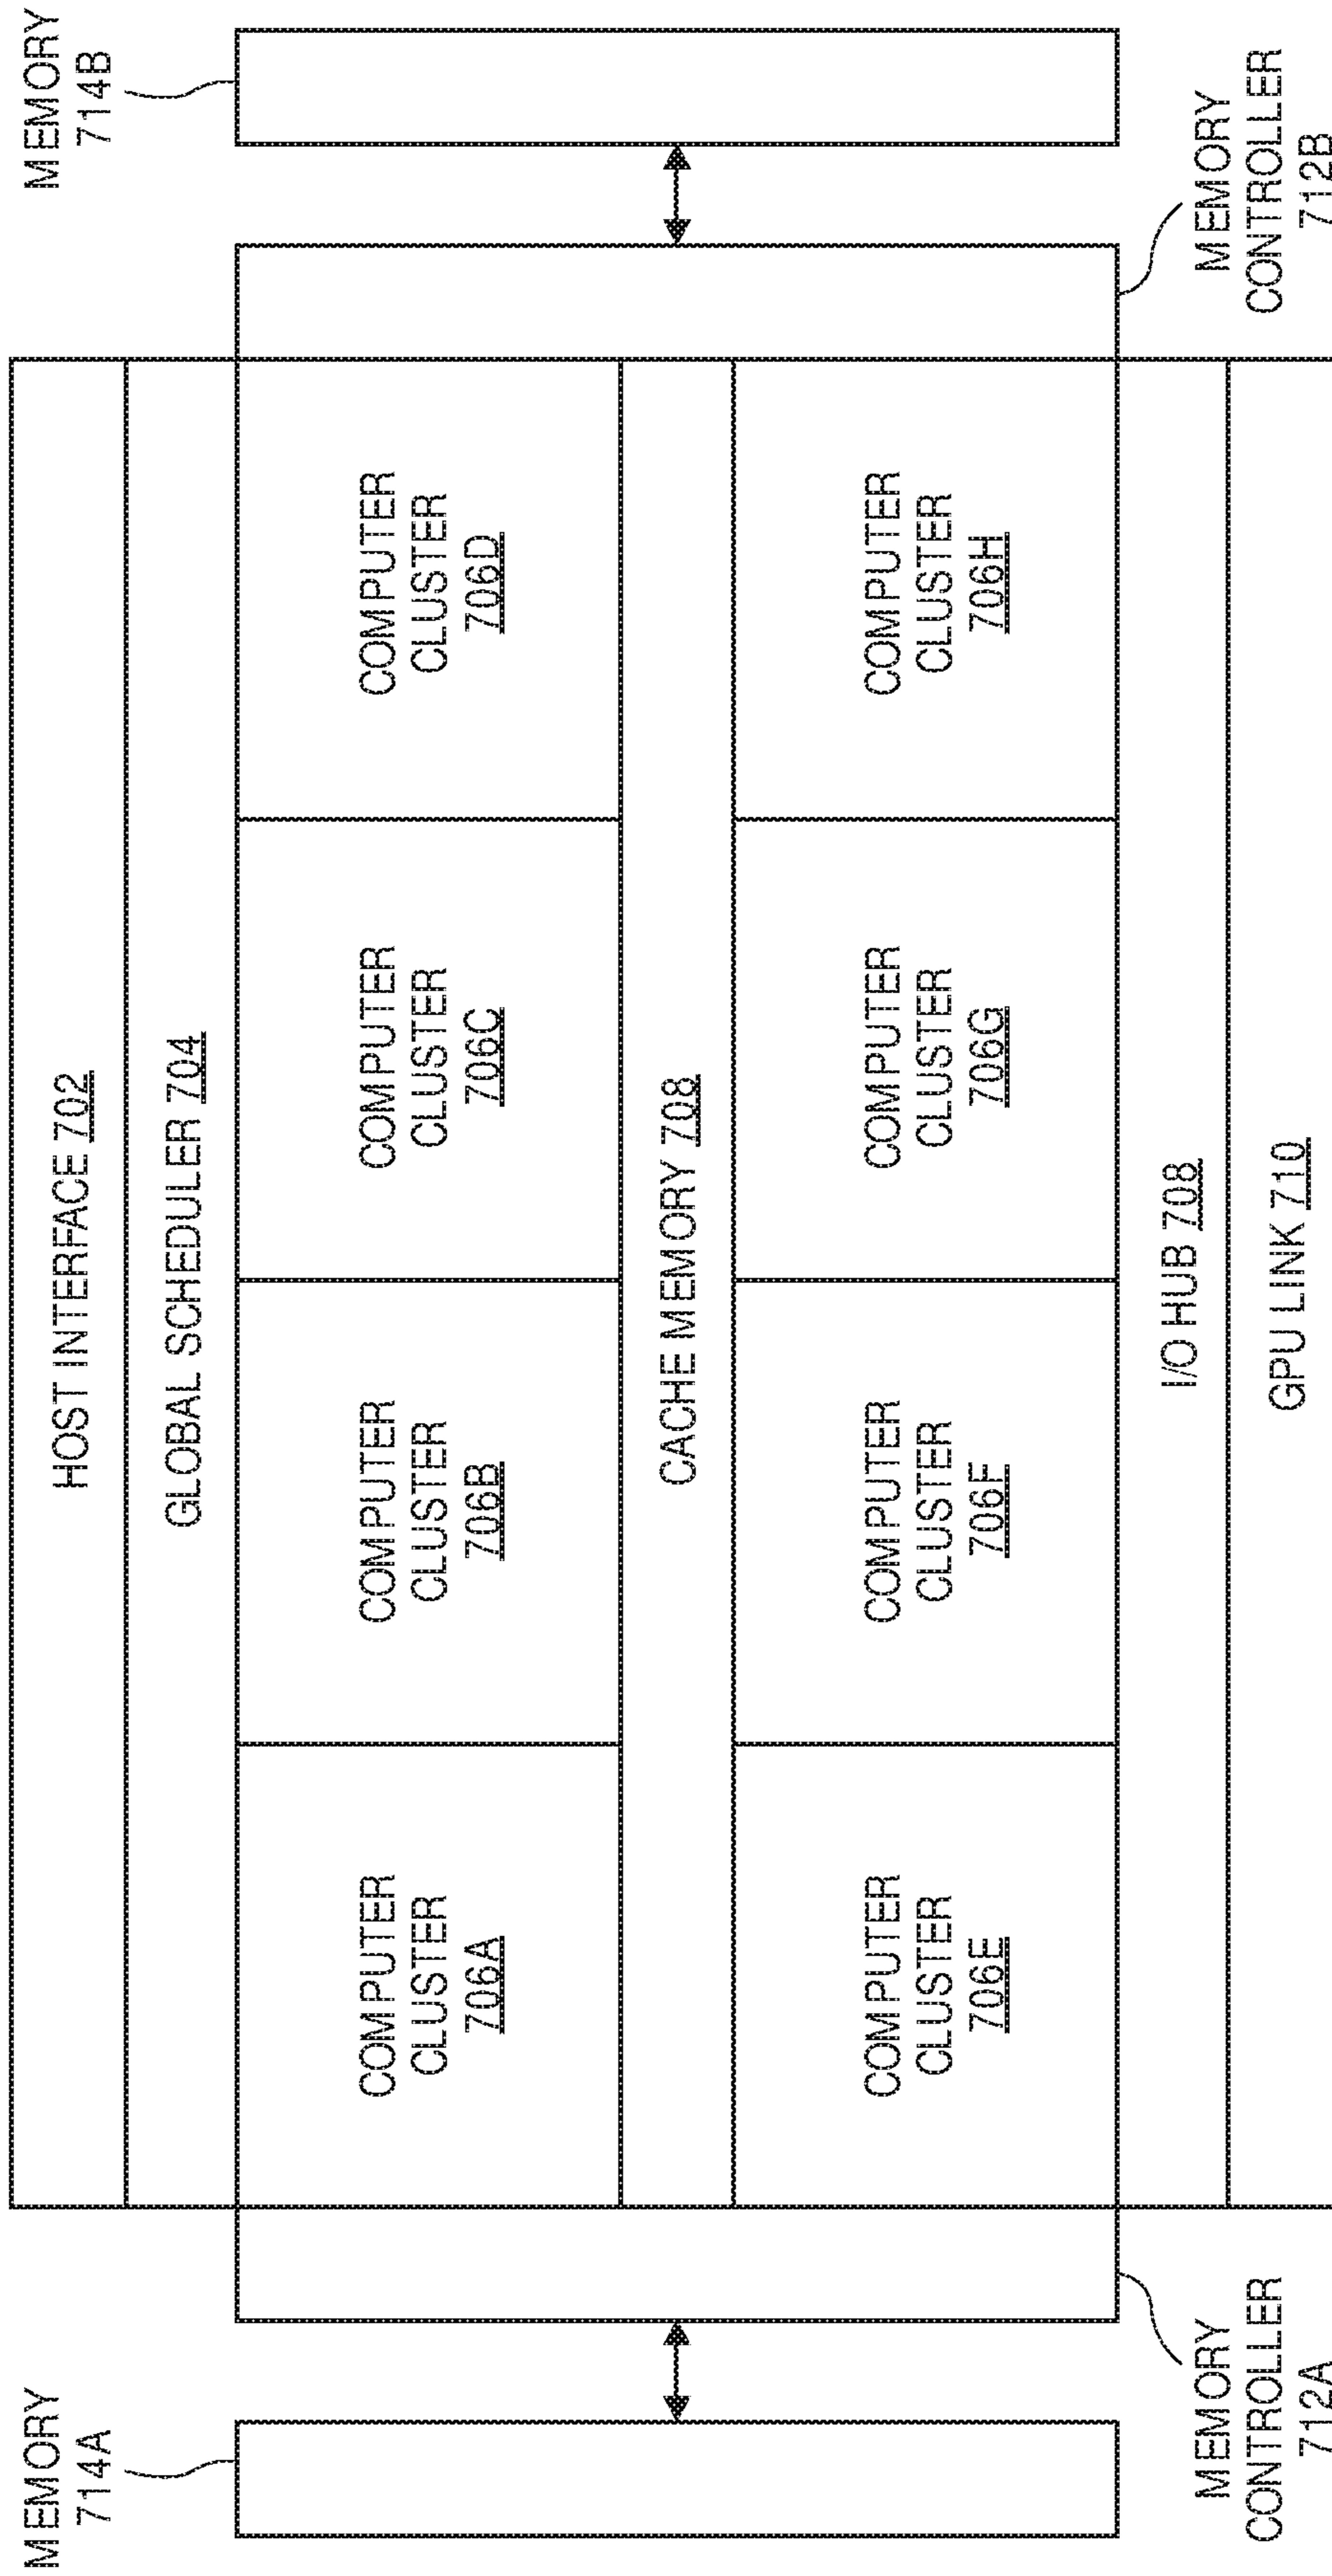 MEMORY
714A
MEMORY
714B
HOST INTERFACE 702
GLOBAL SCHEDULER 704
COMPUTER
CLUSTER
706A
COMPUTER
CLUSTER
706B
COMPUTER
CLUSTER
706C
COMPUTER
CLUSTER
706D
CACHE MEMORY 708
COMPUTER
CLUSTER
706E
COMPUTER
CLUSTER
706F
COMPUTER
CLUSTER
706G
COMPUTER
CLUSTER
706H
I/O HUB 708
GPU LINK 710
MEMORY
CONTROLLER
712A
MEMORY
CONTROLLER
712B